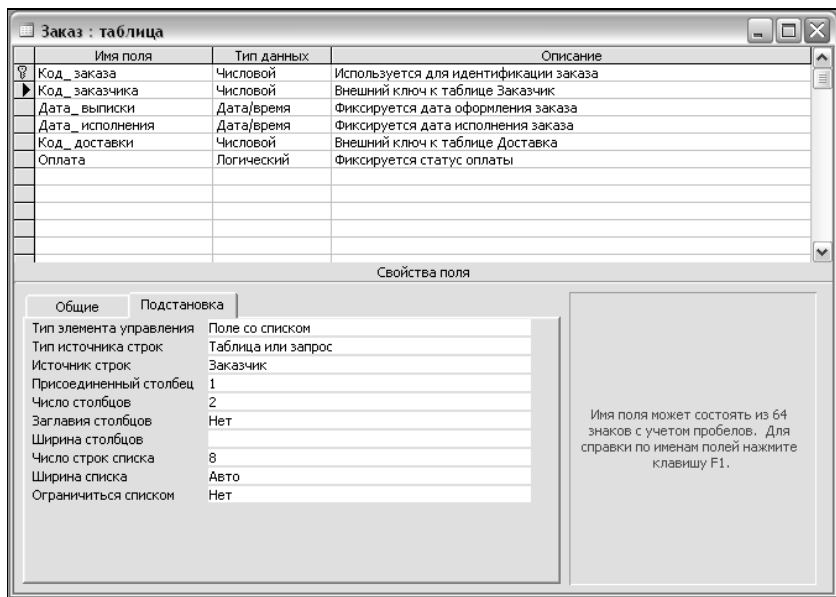 Заказ : таблица
Имя поля Тип данных Описание
Код_заказа Числовой Используется для идентификации заказа
Код_заказчика Числовой Внешний ключ к таблице Заказчик
Дата_выписки Дата/время Фиксируется дата оформления заказа
Дата_исполнения Дата/время Фиксируется дата исполнения заказа
Код_доставки Числовой Внешний ключ к таблице Доставка
Оплата Логический Фиксируется статус оплаты
Свойства поля
Общие Подстановка
Тип элемента управления Поле со списком
Тип источника строк Таблица или запрос
Источник строк Заказчик
Присоединенный столбец 1
Число столбцов 2
Заглавия столбцов Нет
Ширина столбцов
Число строк списка 8
Ширина списка Авто
Ограничиться списком Нет
Имя поля может состоять из 64
знаков с учетом пробелов. Для
справки по именам полей нажмите
клавишу F1.